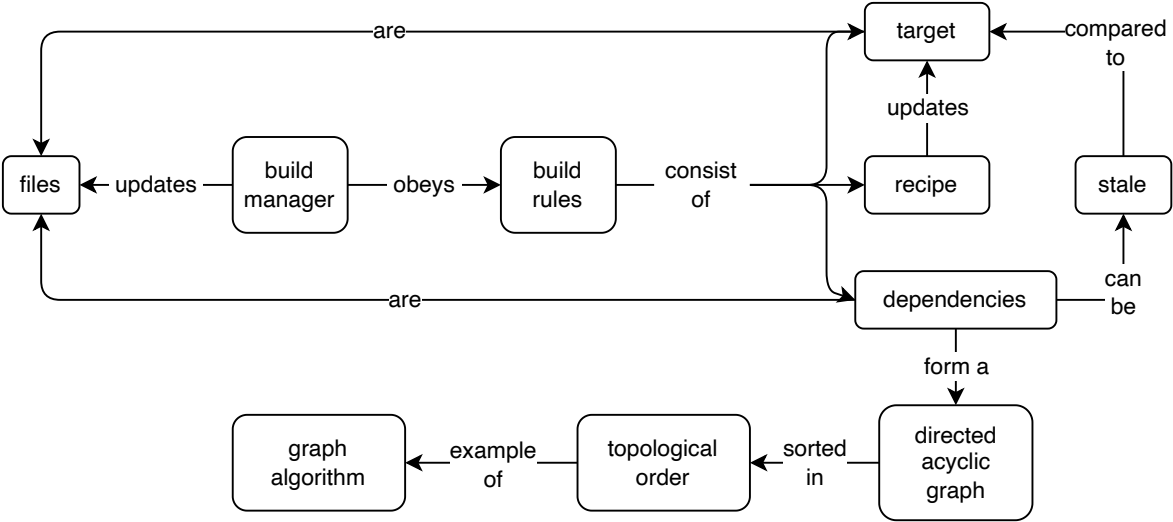 are
target
compared
to
updates
files
updates
build
manager
obeys
build
rules
consist
of
recipe
stale
are
dependencies
can
be
form a
graph
algorithm
example
of
topological
order
sorted
in
directed
acyclic
graph